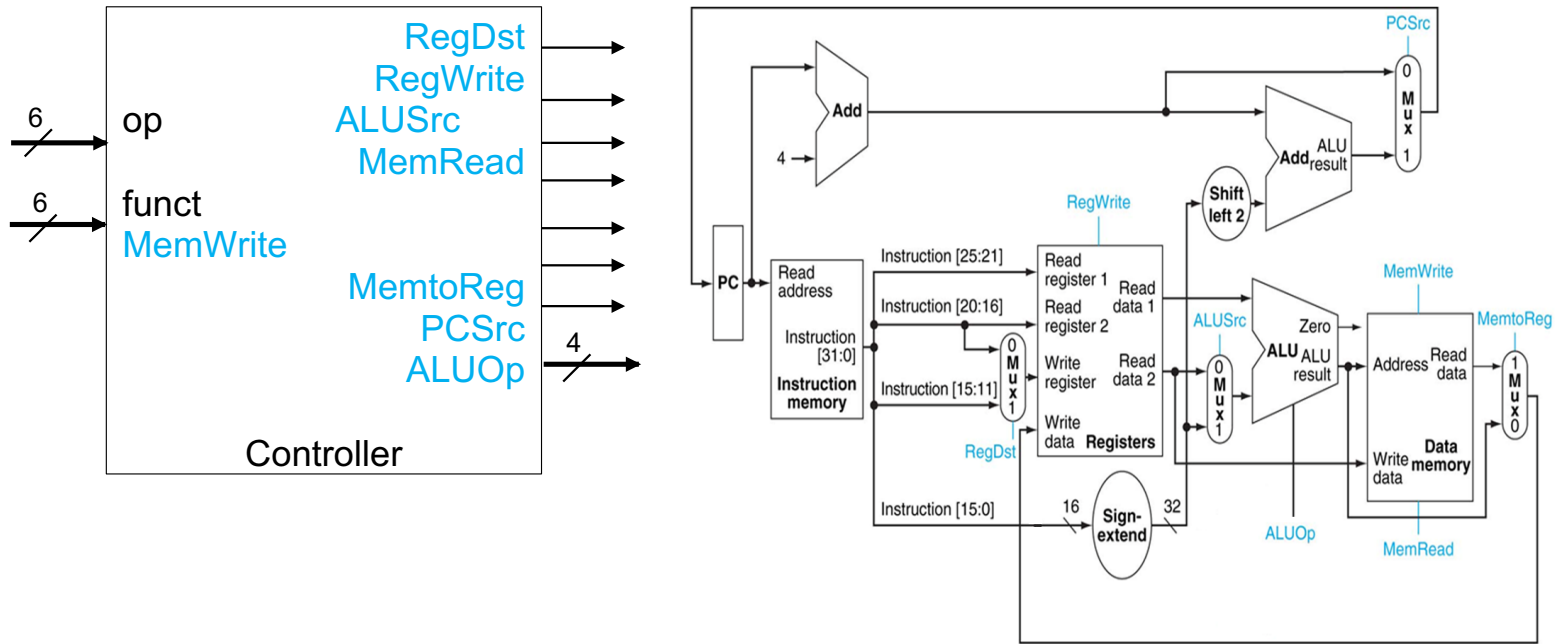 RegDst
RegWrite
ALUSrc
MemRead
6
op
6
funct
MemWrite
MemtoReg
PCSrc
ALUOp
4
Controller
PCSrc
0
Mux
1
Add
4
Add
ALU
result
Shift
left 2
RegWrite
PC
Read
address
Instruction
[31:0]
Instruction
memory
Instruction [25:21]
Instruction [20:16]
Instruction [15:11]
Instruction [15:0]
0
Mux
1
RegDst
Read
register 1
Read
register 2
Write
register
Write
data
Registers
Read
data 1
Read
data 2
16
Sign-
extend
32
ALUSrc
0
Mux
1
Zero
ALU
ALU
result
ALUOp
MemWrite
Address
Read
data
Write
data
Data
memory
MemRead
MemtoReg
1
Mux
0